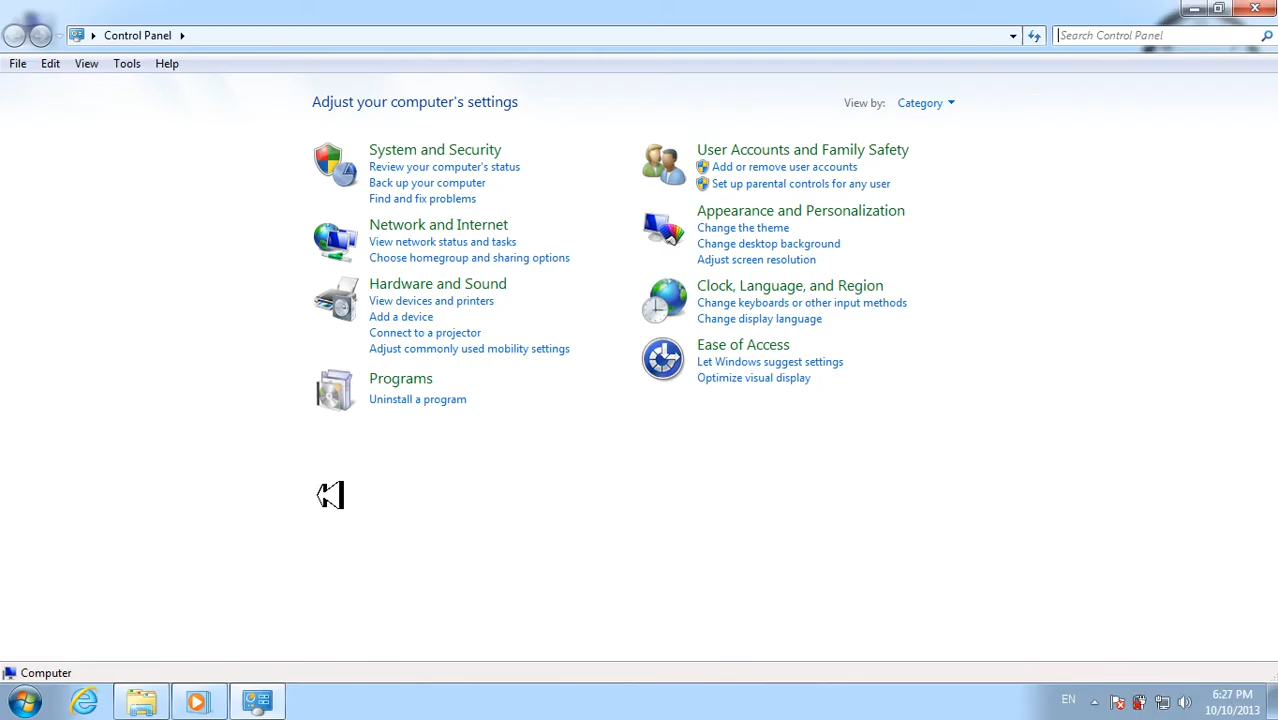 Control Panel
Search Control Panel
File Edit View Tools Help
Adjust your computer's settings
View by: Category
System and Security
Review your computer's status
Back up your computer
Find and fix problems
Network and Internet
View network status and tasks
Choose homegroup and sharing options
Hardware and Sound
View devices and printers
Add a device
Connect to a projector
Adjust commonly used mobility settings
Programs
Uninstall a program
User Accounts and Family Safety
Add or remove user accounts
Set up parental controls for any user
Appearance and Personalization
Change the theme
Change desktop background
Adjust screen resolution
Clock, Language, and Region
Change keyboards or other input methods
Change display language
Ease of Access
Let Windows suggest settings
Optimize visual display
Computer
EN
6:27 PM
10/10/2013